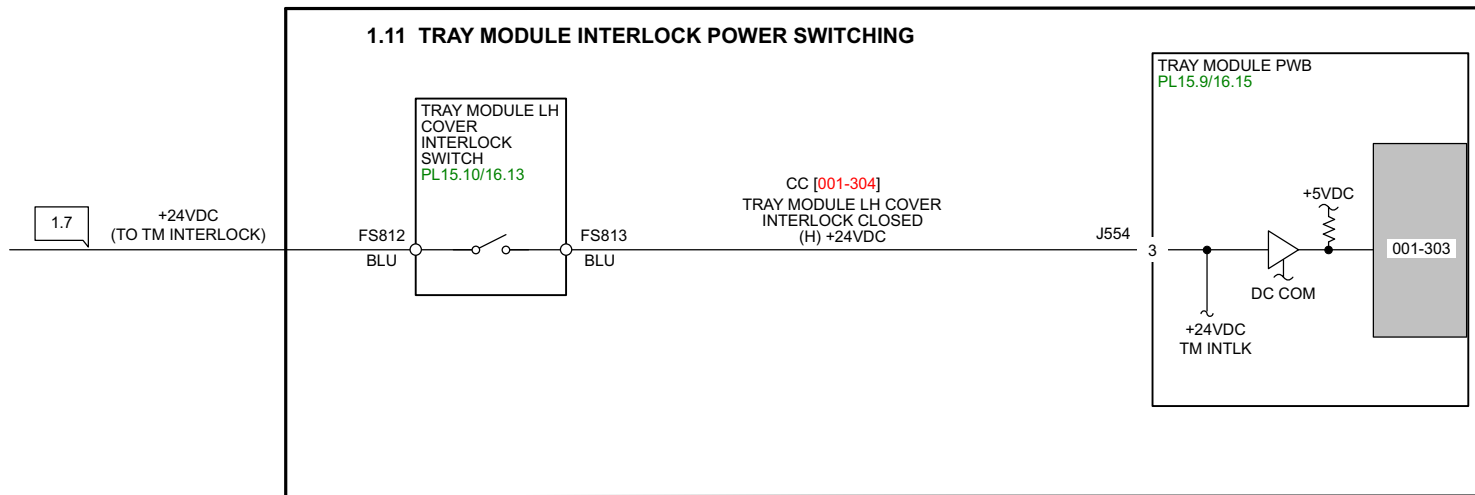 1.11 TRAY MODULE INTERLOCK POWER SWITCHING
TRAY MODULE PWB
PL15.9/16.15
TRAY MODULE LH
COVER
INTERLOCK
SWITCH
PL15.10/16.13
1.7
+24VDC
(TO TM INTERLOCK)
FS812
BLU
FS813
BLU
CC [001-304]
TRAY MODULE LH COVER
INTERLOCK CLOSED
(H) +24VDC
J554
3
+5VDC
001-303
DC COM
+24VDC
TM INTLK